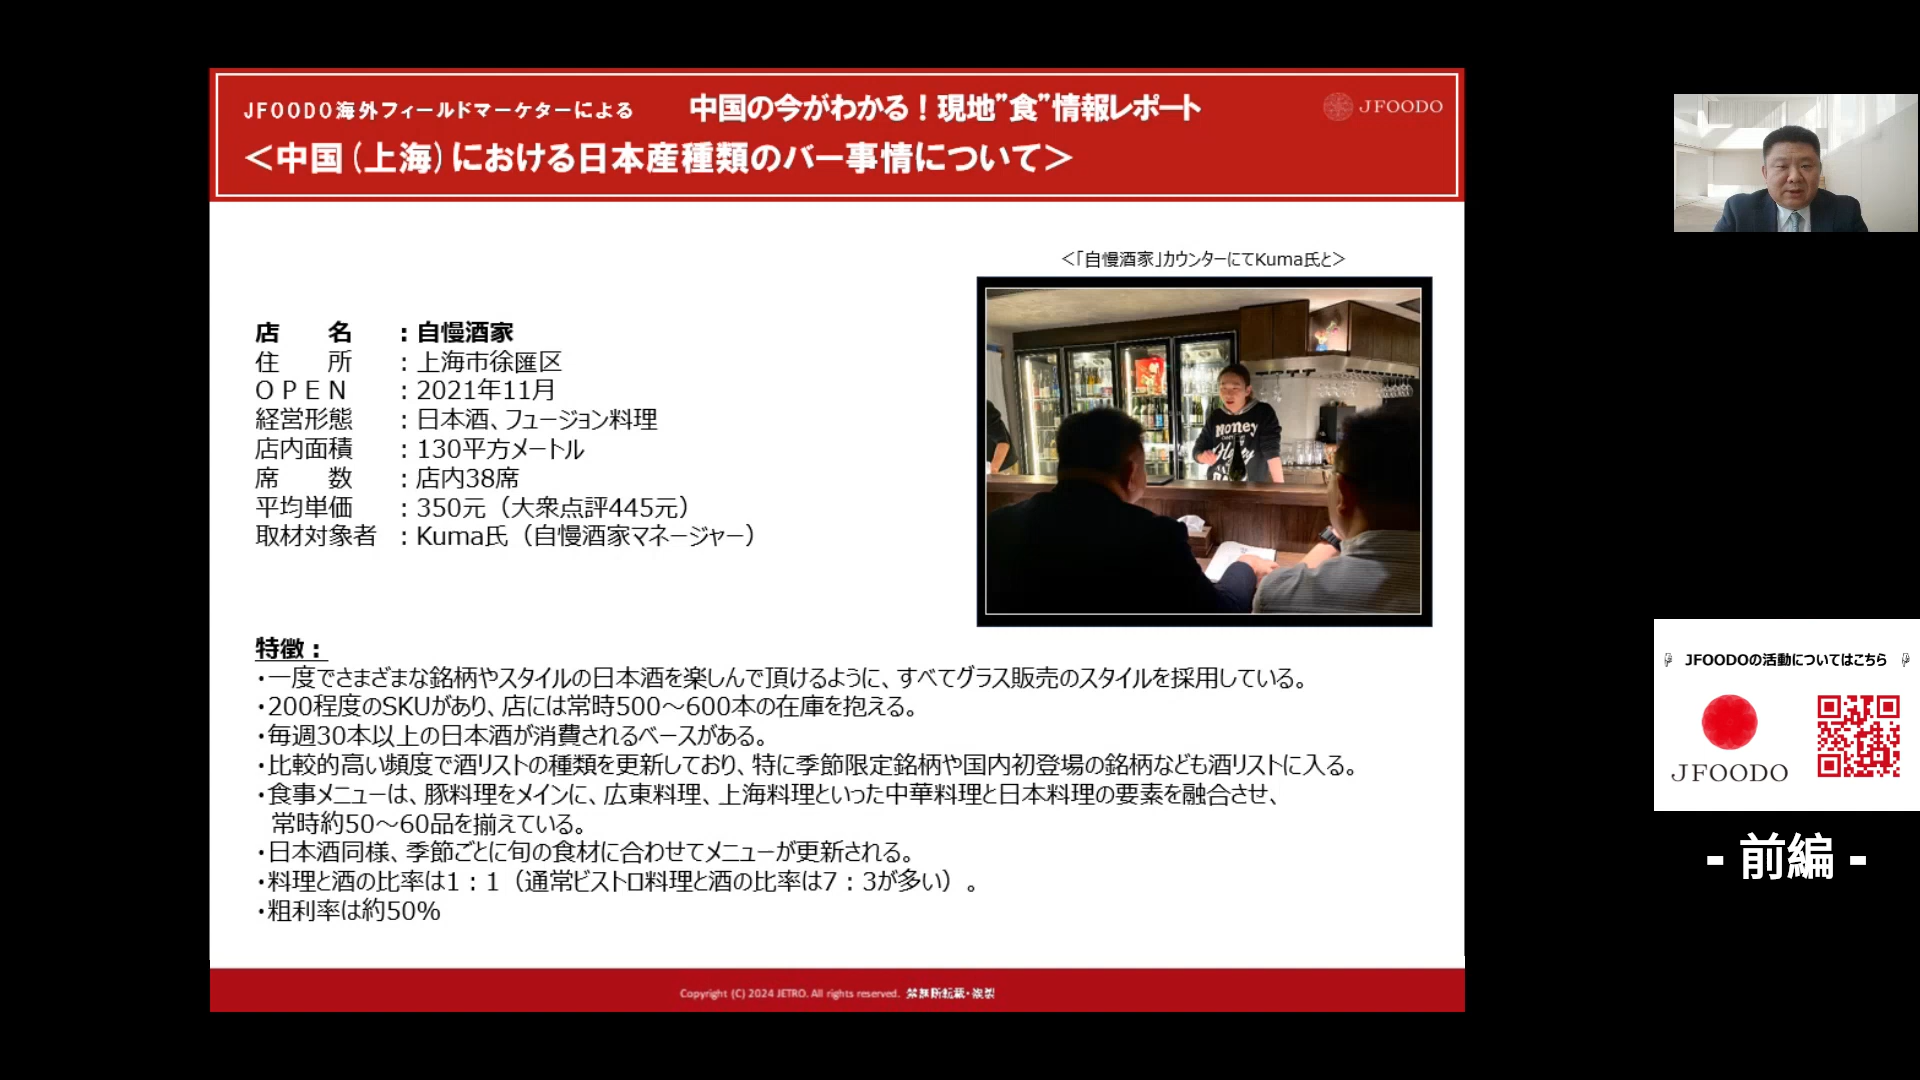 JFOODO海外フィールドマーケターによる 中国の今がわかる！現地”食”情報レポート
JFOODO
＜中国（上海）における日本産種類のバー事情について＞
＜「自慢酒家」カウンターにてKuma氏と＞
Money
店　名　：自慢酒家
住　所　：上海市徐匯区
OPEN　：2021年11月
経営形態　：日本酒、フュージョン料理
店内面積　：130平方メートル
席　数　：店内38席
平均単価　：350元（大衆点評445元）
取材対象者　：Kuma氏（自慢酒家マネージャー）
特徴：
・一度でさまざまな銘柄やスタイルの日本酒を楽しんで頂けるように、すべてグラス販売のスタイルを採用している。
・200程度のSKUがあり、店には常時500～600本の在庫を抱える。
・毎週30本以上の日本酒が消費されるベースがある。
・比較的高い頻度で酒リストの種類を更新しており、特に季節限定銘柄や国内初登場の銘柄なども酒リストに入る。
・食事メニューは、豚料理をメインに、広東料理、上海料理といった中華料理と日本料理の要素を融合させ、
常時約50～60品を揃えている。
・日本酒同様、季節ごとに旬の食材に合わせてメニューが更新される。
・料理と酒の比率は1：1（通常ビストロ料理と酒の比率は7：3が多い）。
・粗利率は約50%
Copyright (C) 2024 JETRO. All rights reserved. 禁無断転載・複製
JFOODOの活動についてはこちら
JFOODO
- 前編 -